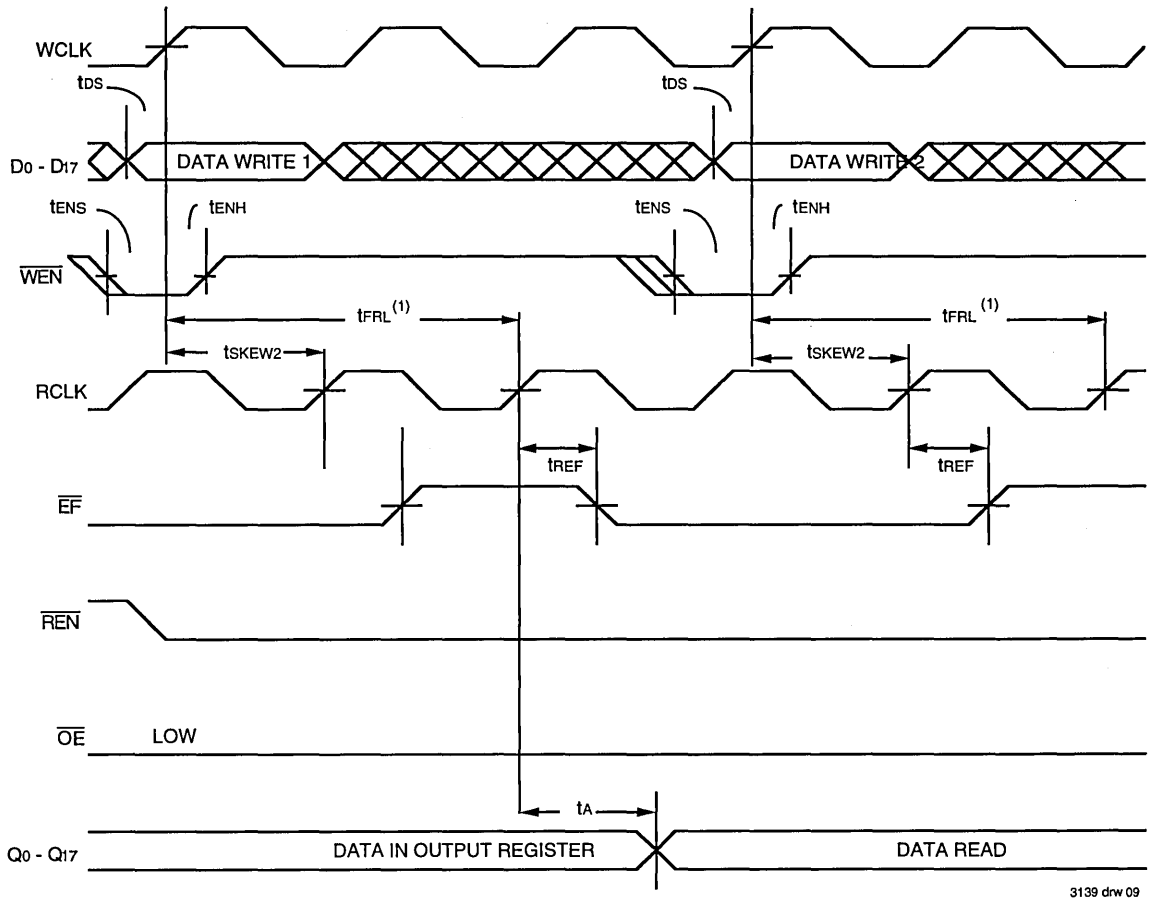 WCLK
tDS
tDS
D0 - D17
DATA WRITE 1
DATA WRITE 2
tENS
tENH
tENS
tENH
WEN
tFRL(1)
tFRL(1)
tSKEW2
tSKEW2
RCLK
tREF
tREF
EF
REN
OE
LOW
tA
Q0 - Q17
DATA IN OUTPUT REGISTER
DATA READ
3139 drw 09